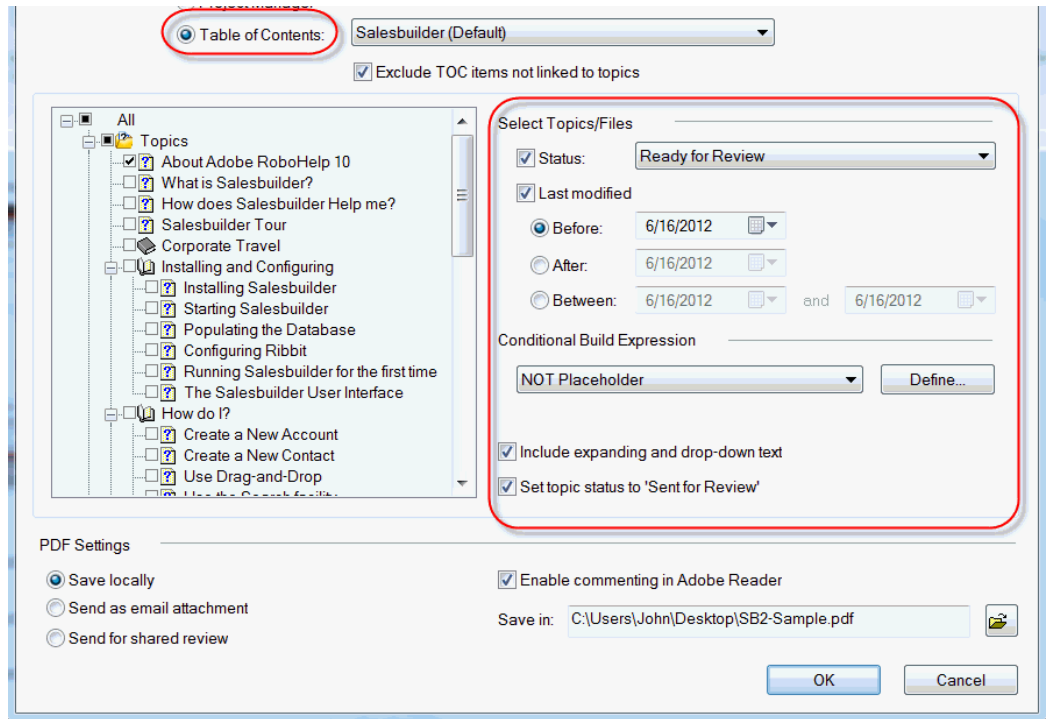 Project Manager
Table of Contents: Salesbuilder (Default)
Exclude TOC items not linked to topics
All
Topics
About Adobe RoboHelp 10
What is Salesbuilder?
How does Salesbuilder Help me?
Salesbuilder Tour
Corporate Travel
Installing and Configuring
Installing Salesbuilder
Starting Salesbuilder
Populating the Database
Configuring Ribbit
Running Salesbuilder for the first time
The Salesbuilder User Interface
How do I?
Create a New Account
Create a New Contact
Use Drag-and-Drop
Use the Search facility
Select Topics/Files
Status: Ready for Review
Last modified
Before: 6/16/2012
After: 6/16/2012
Between: 6/16/2012 and 6/16/2012
Conditional Build Expression
NOT Placeholder Define...
Include expanding and drop-down text
Set topic status to 'Sent for Review'
PDF Settings
Save locally
Send as email attachment
Send for shared review
Enable commenting in Adobe Reader
Save in: C:\Users\John\Desktop\SB2-Sample.pdf
OK Cancel